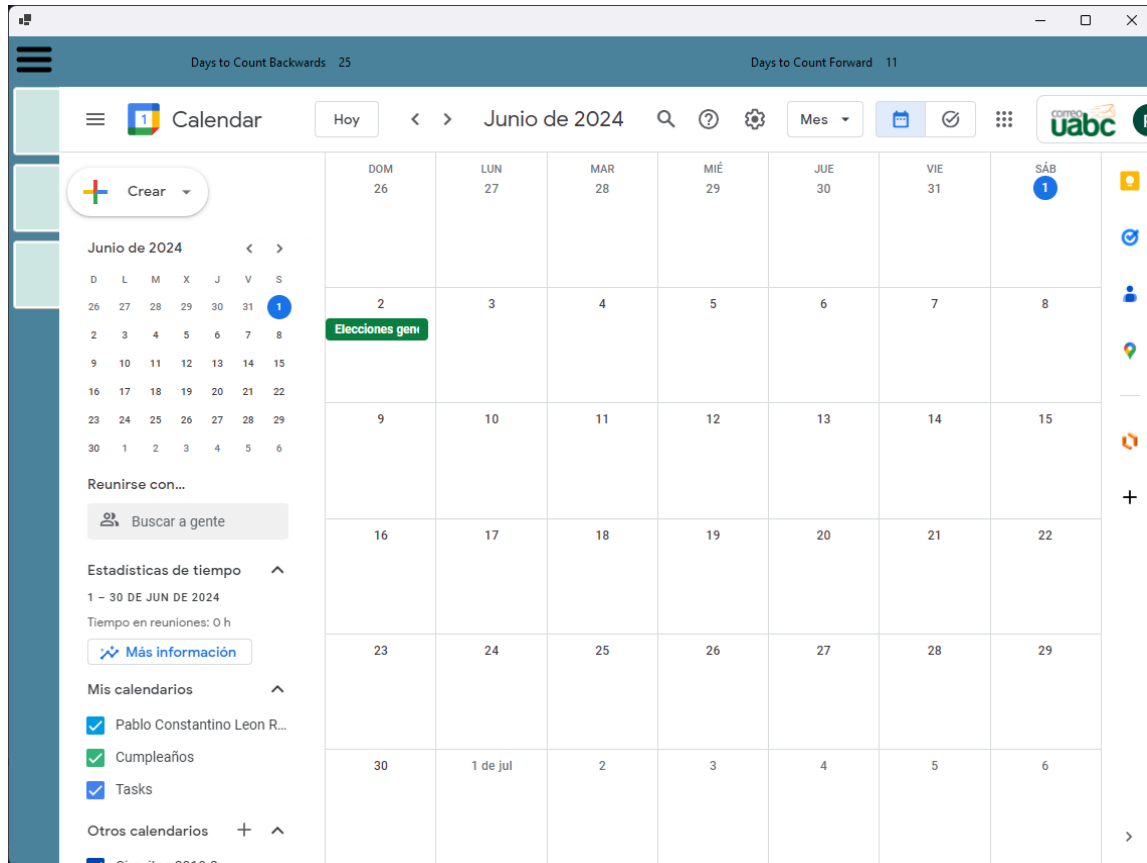 Days to Count Backwards 25 Days to Count Forward 11
1 Calendar Hoy Junio de 2024 Mes correo uabc
Crear
Junio de 2024
D L M X J V S
26 27 28 29 30 31 1
2 3 4 5 6 7 8
9 10 11 12 13 14 15
16 17 18 19 20 21 22
23 24 25 26 27 28 29
30 1 2 3 4 5 6
Reunirse con...
Buscar a gente
Estadísticas de tiempo
1 – 30 DE JUN DE 2024
Tiempo en reuniones: 0 h
Más información
Mis calendarios
Pablo Constantino Leon R...
Cumpleaños
Tasks
Otros calendarios
DOM LUN MAR MIÉ JUE VIE SÁB
26 27 28 29 30 31 1
2 3 4 5 6 7 8
Elecciones gen
9 10 11 12 13 14 15
16 17 18 19 20 21 22
23 24 25 26 27 28 29
30 1 de jul 2 3 4 5 6